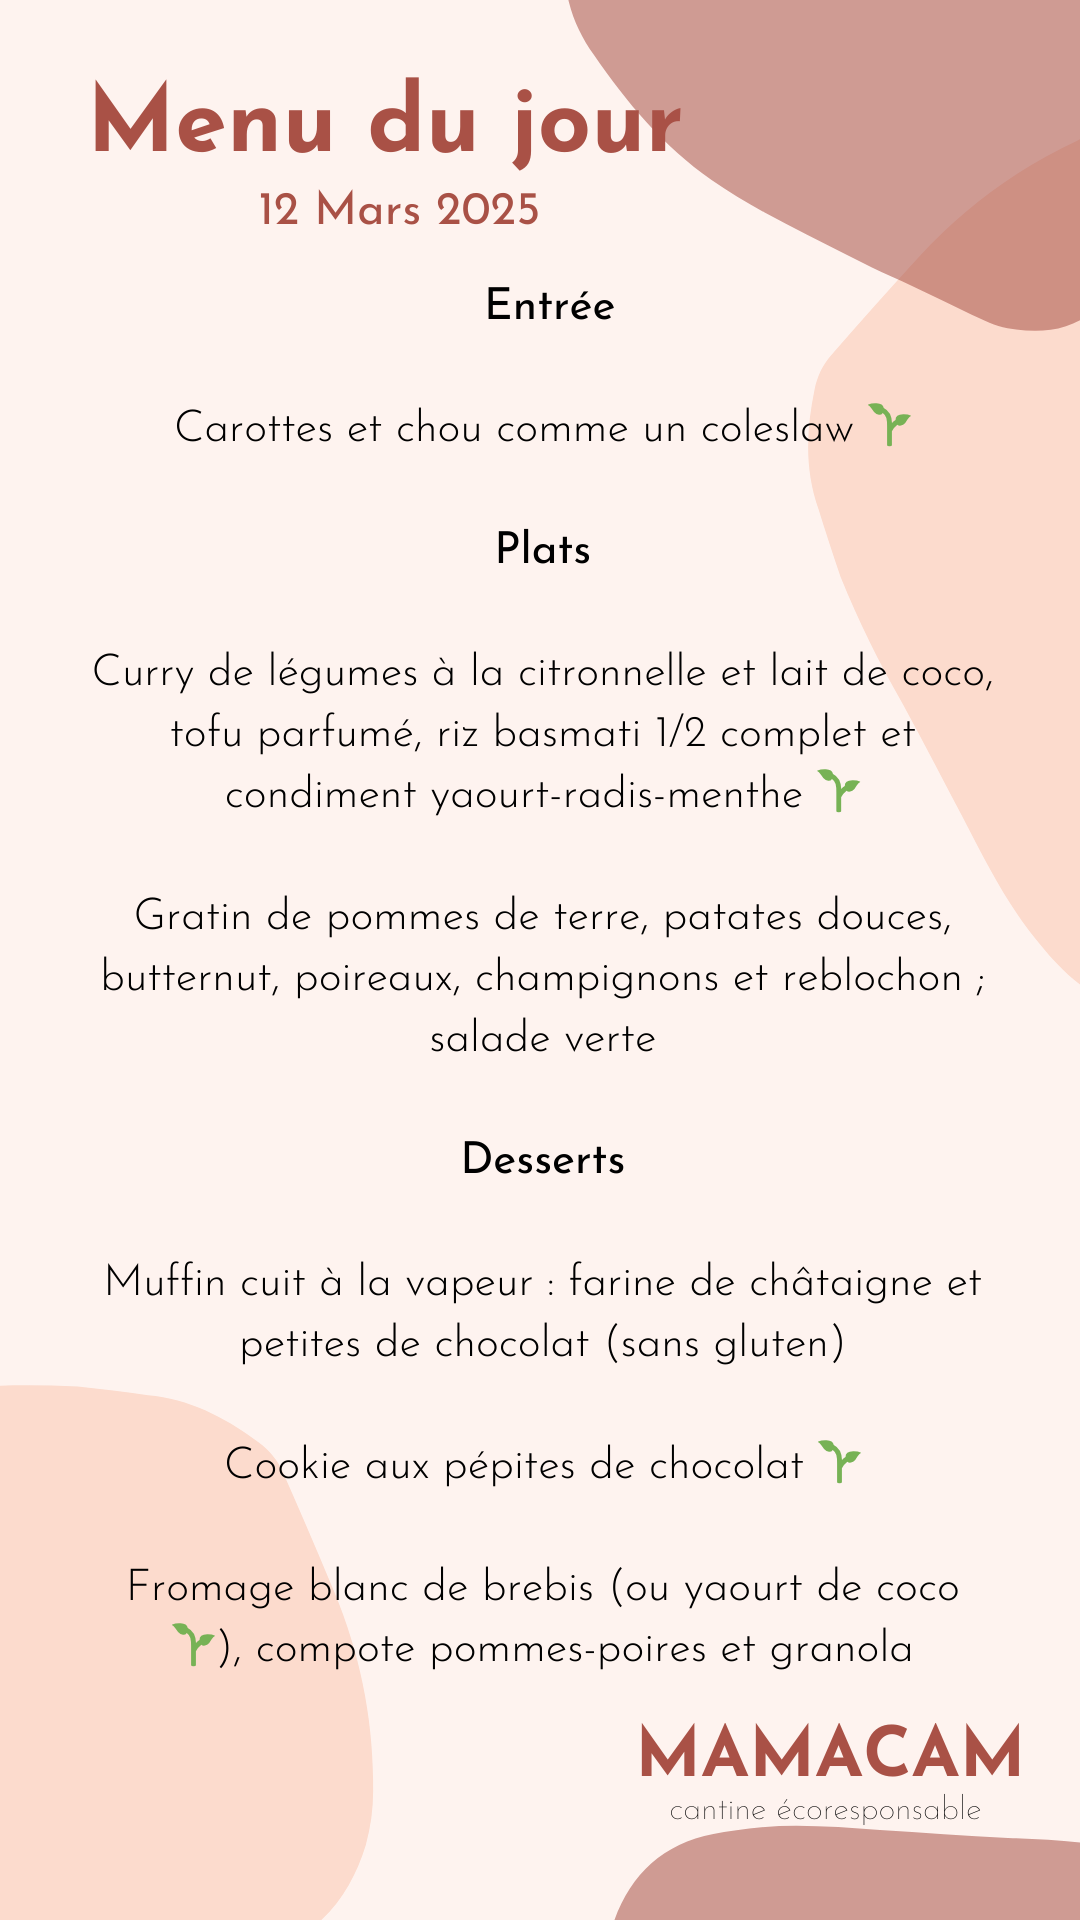 Menu du jour
12 Mars 2025
Entrée
Carottes et chou comme un coleslaw 🌱
Plats
Curry de légumes à la citronnelle et lait de coco,
tofu parfumé, riz basmati 1/2 complet et
condiment yaourt-radis-menthe 🌱
Gratin de pommes de terre, patates douces,
butternut, poireaux, champignons et reblochon ;
salade verte
Desserts
Muffin cuit à la vapeur : farine de châtaigne et
petites de chocolat (sans gluten)
Cookie aux pépites de chocolat 🌱
Fromage blanc de brebis (ou yaourt de coco
🌱), compote pommes-poires et granola
MAMACAM
cantine écoresponsable